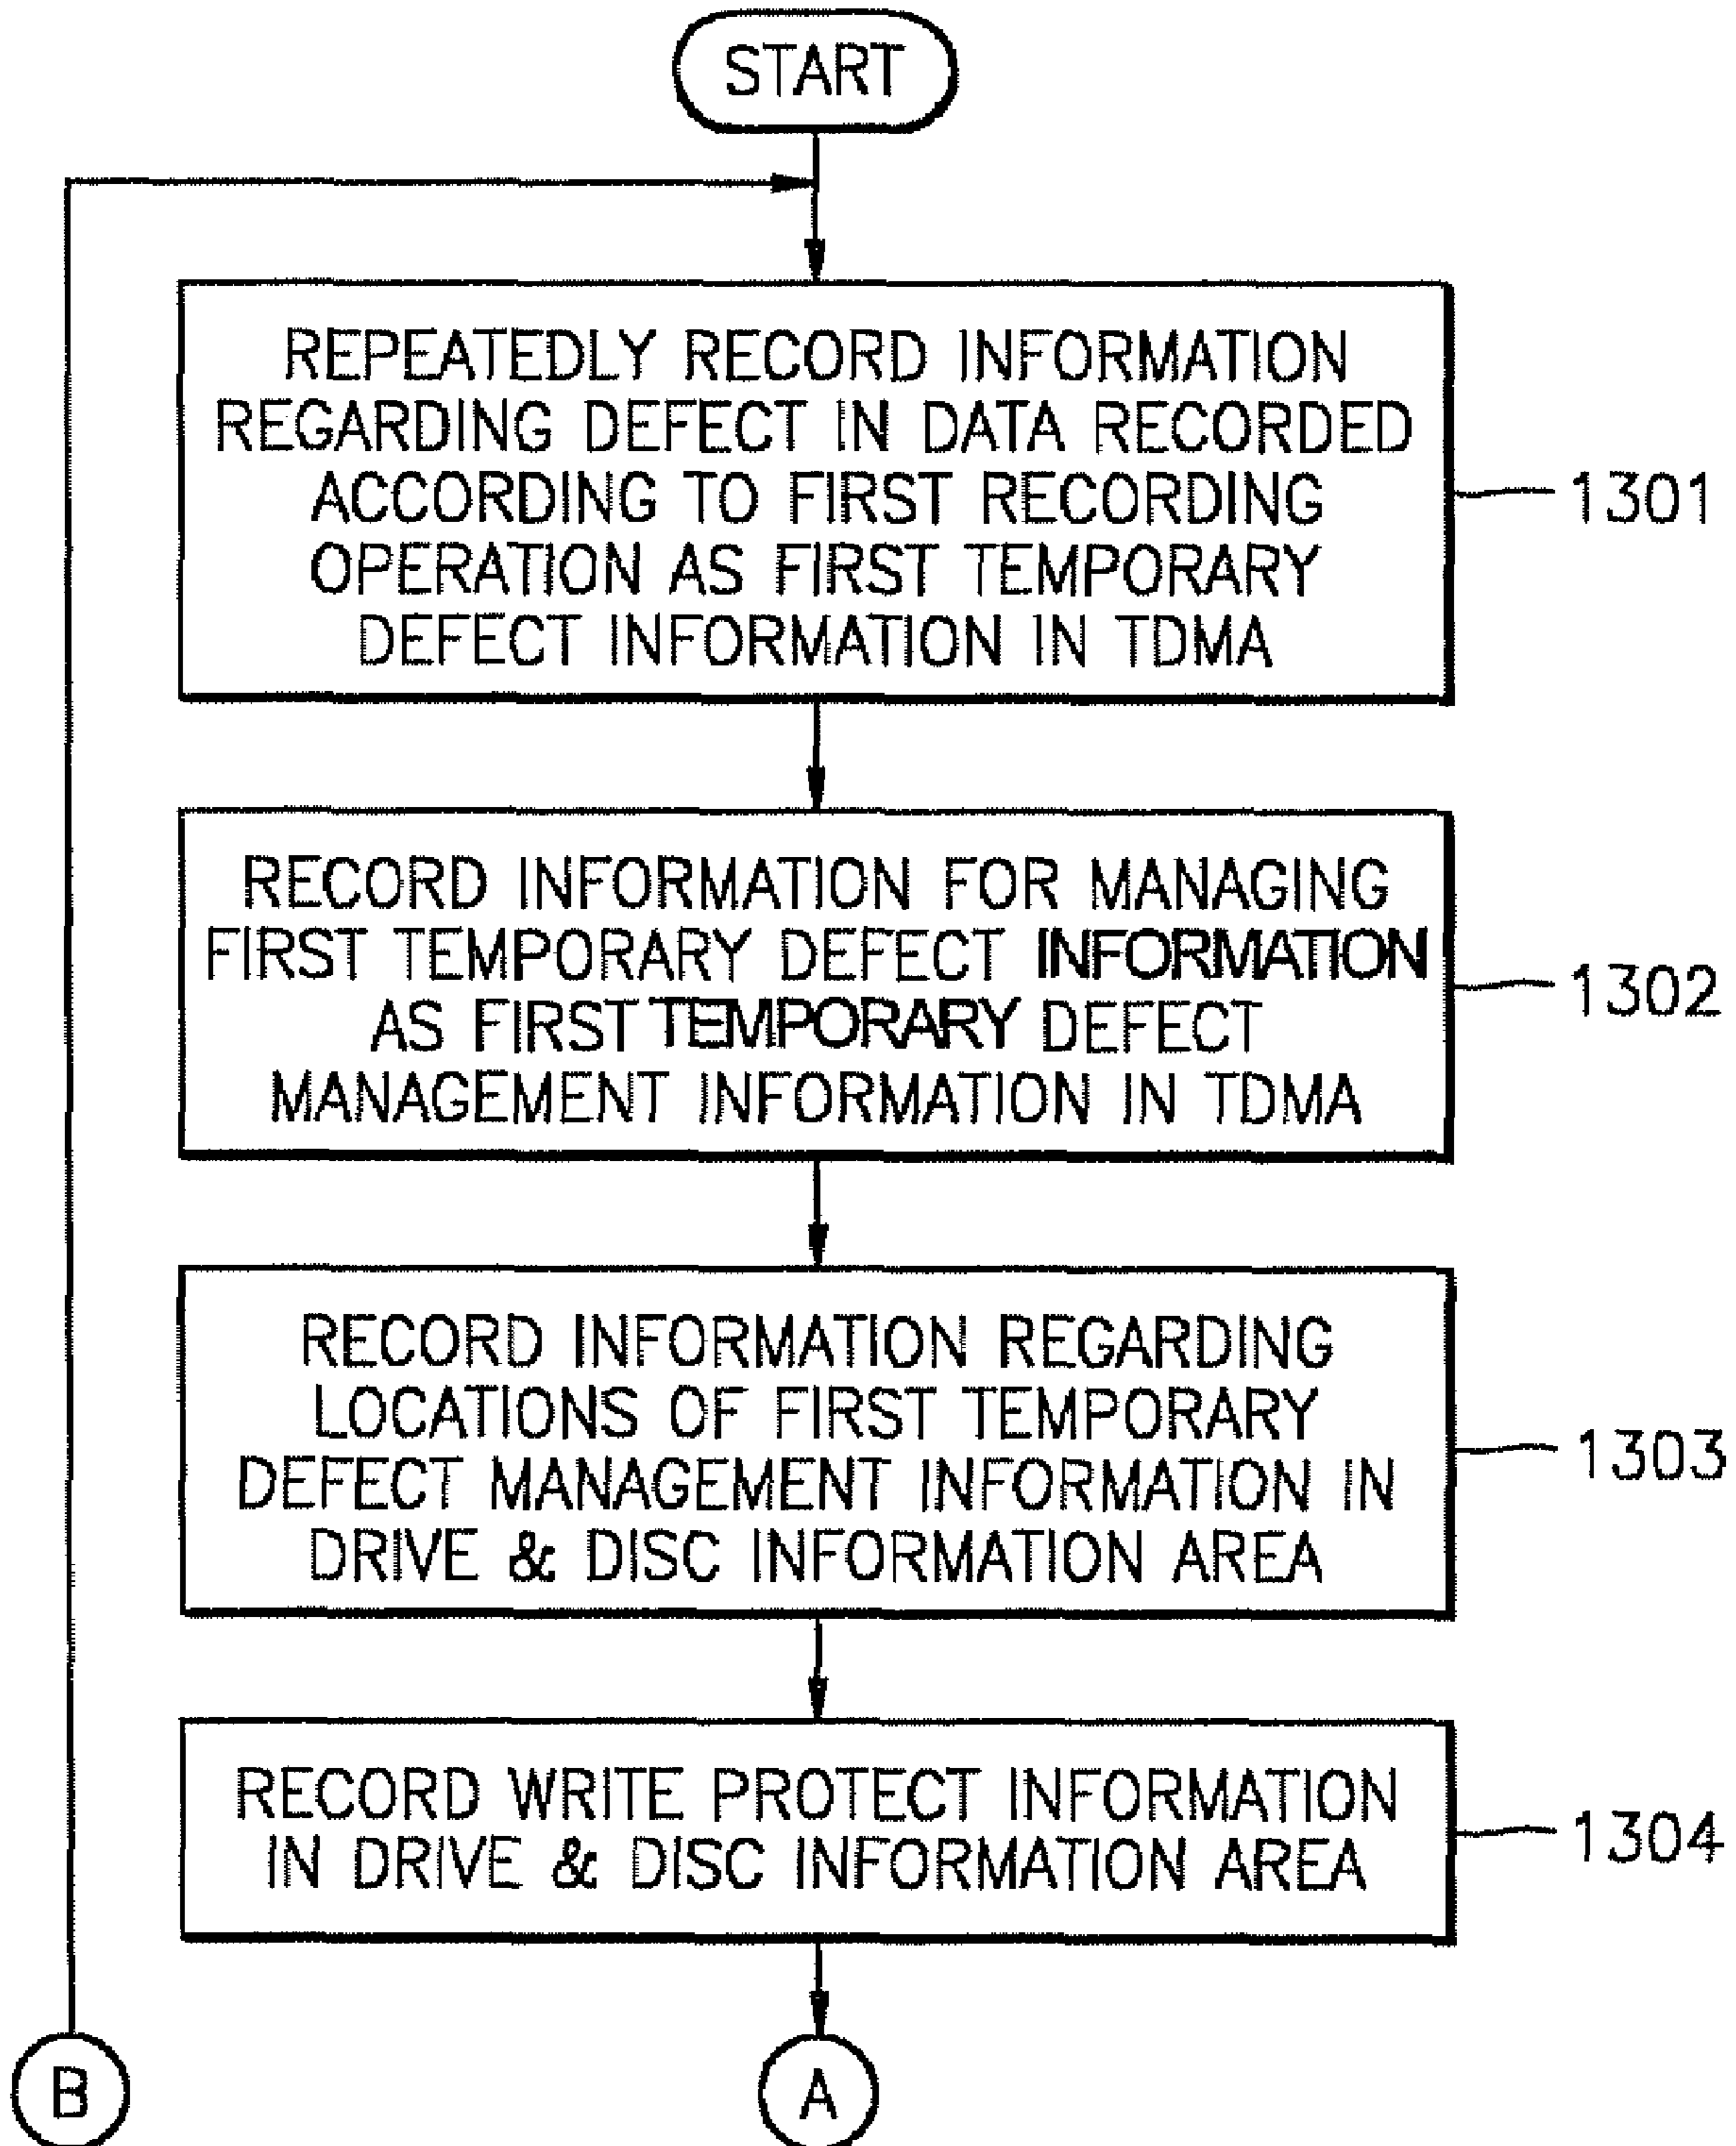 START
REPEATEDLY RECORD INFORMATION
REGARDING DEFECT IN DATA RECORDED
ACCORDING TO FIRST RECORDING
OPERATION AS FIRST TEMPORARY
DEFECT INFORMATION IN TDMA
1301
RECORD INFORMATION FOR MANAGING
FIRST TEMPORARY DEFECT INFORMATION
AS FIRST TEMPORARY DEFECT
MANAGEMENT INFORMATION IN TDMA
1302
RECORD INFORMATION REGARDING
LOCATIONS OF FIRST TEMPORARY
DEFECT MANAGEMENT INFORMATION IN
DRIVE & DISC INFORMATION AREA
1303
RECORD WRITE PROTECT INFORMATION
IN DRIVE & DISC INFORMATION AREA
1304
B
A